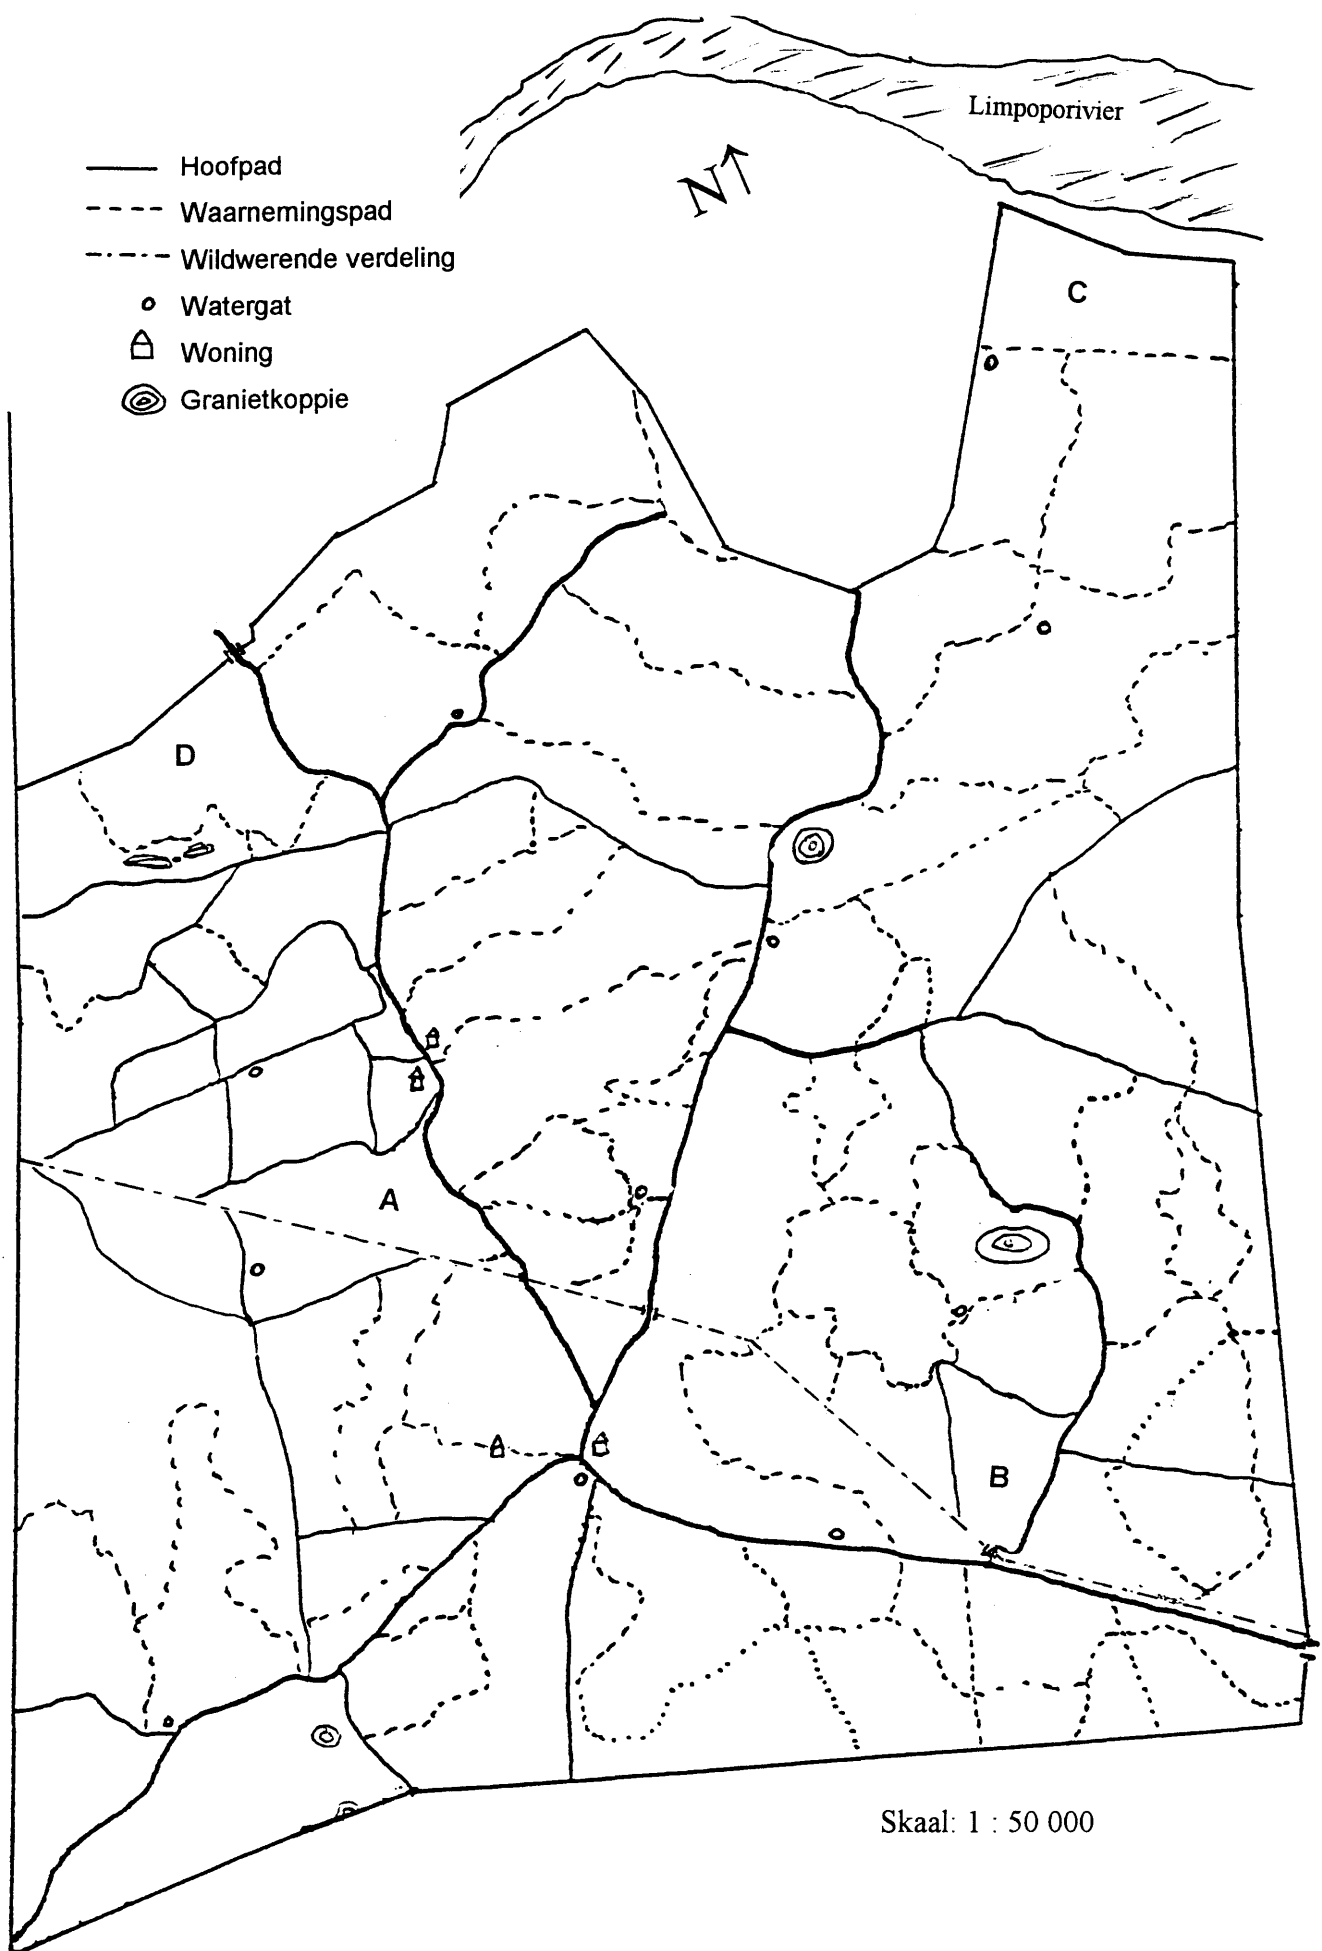 Limpoporivier
N
Hoofpad
Waarnemingspad
Wildwerende verdeling
Watergat
Woning
Granietkoppie
C
D
A
B
Skaal: 1 : 50 000